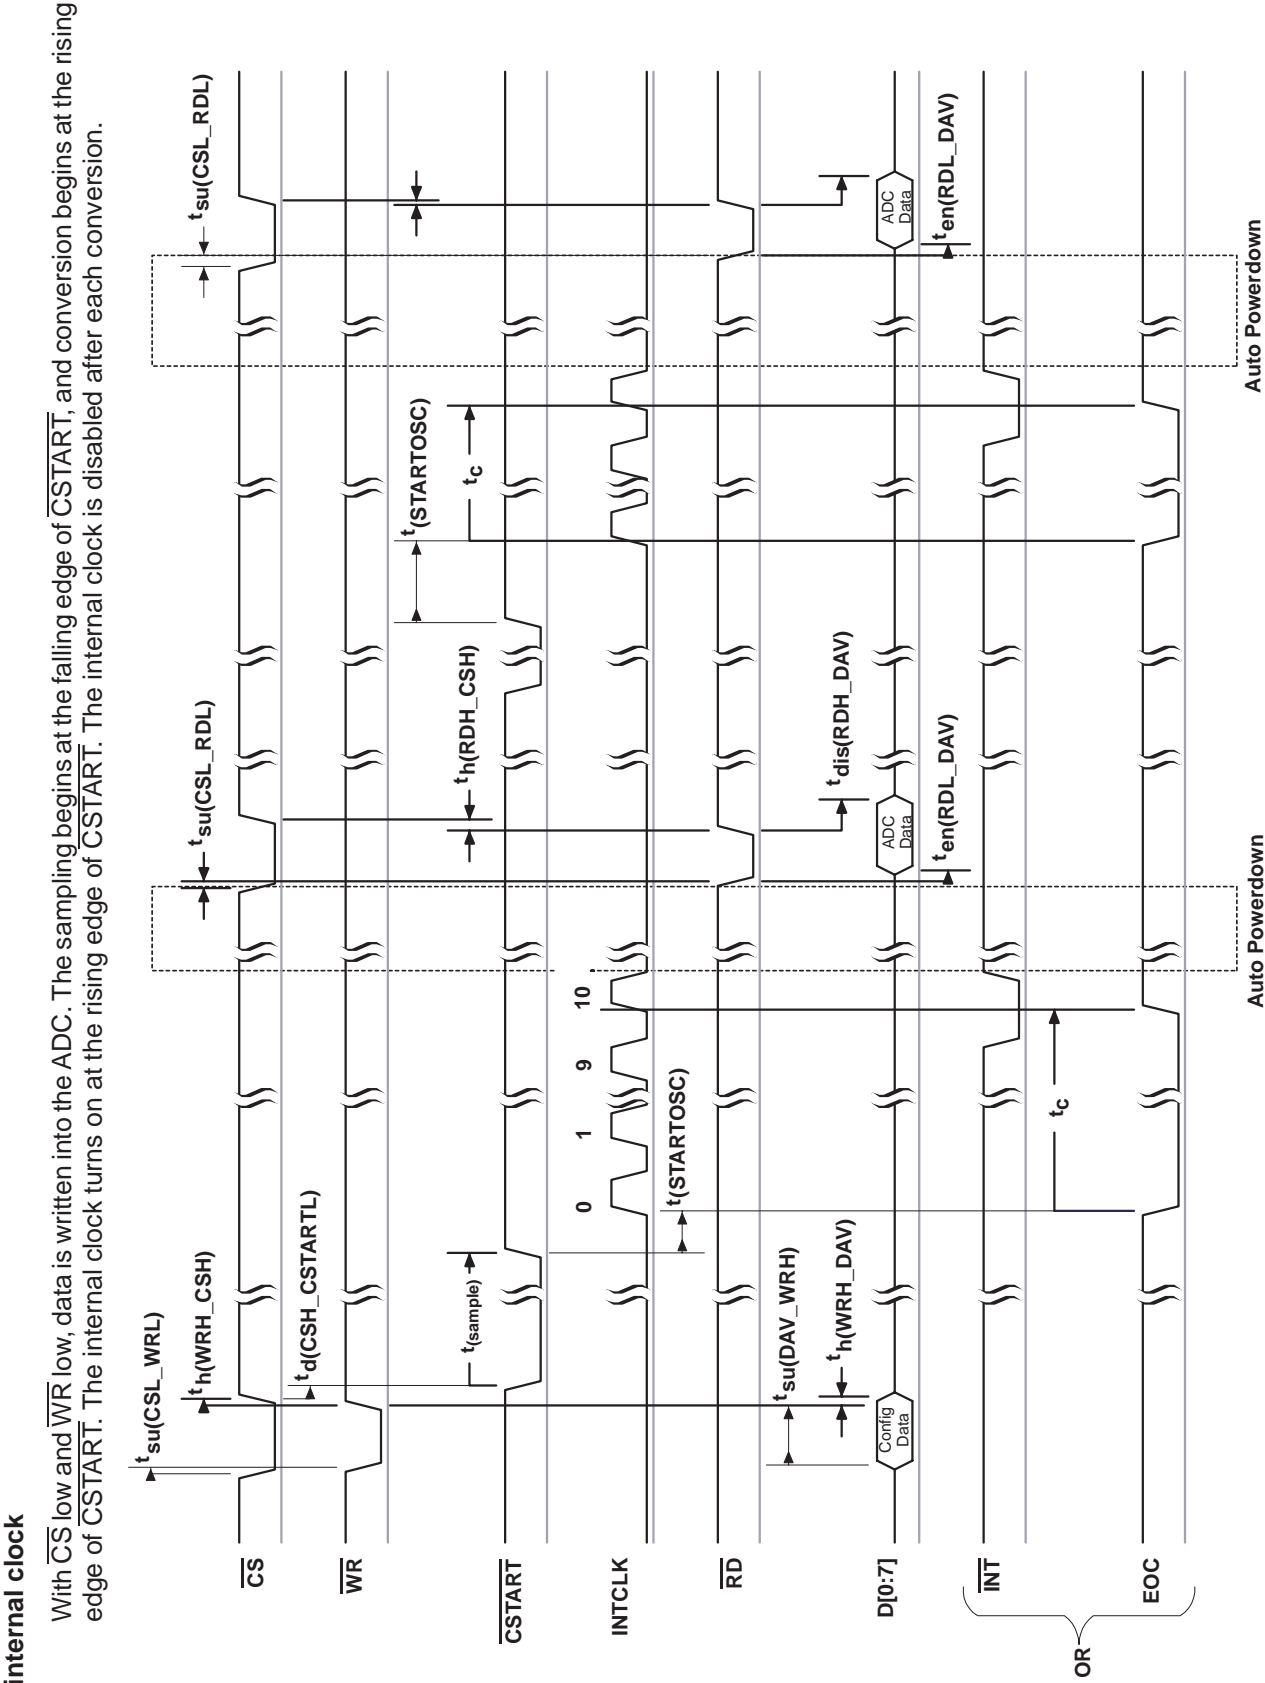 internal clock
With CS low and WR low, data is written into the ADC. The sampling begins at the falling edge of CSTART, and conversion begins at the rising
edge of CSTART. The internal clock turns on at the rising edge of CSTART. The internal clock is disabled after each conversion.
tsu(CSL_WRL)
th(WRH_CSH)
tsu(CSL_RDL)
tsu(CSL_RDL)
CS
td(CSH_CSTARTL)
WR
t(sample)
th(RDH_CSH)
t(STARTOSC)
tc
CSTART
0 1 9 10
INTCLK
t(STARTOSC)
RD
tsu(DAV_WRH)
th(WRH_DAV)
tdis(RDH_DAV)
D[0:7]
Config
Data
ADC
Data
ADC
Data
ten(RDL_DAV)
ten(RDL_DAV)
INT
tc
OR
EOC
Auto Powerdown
Auto Powerdown